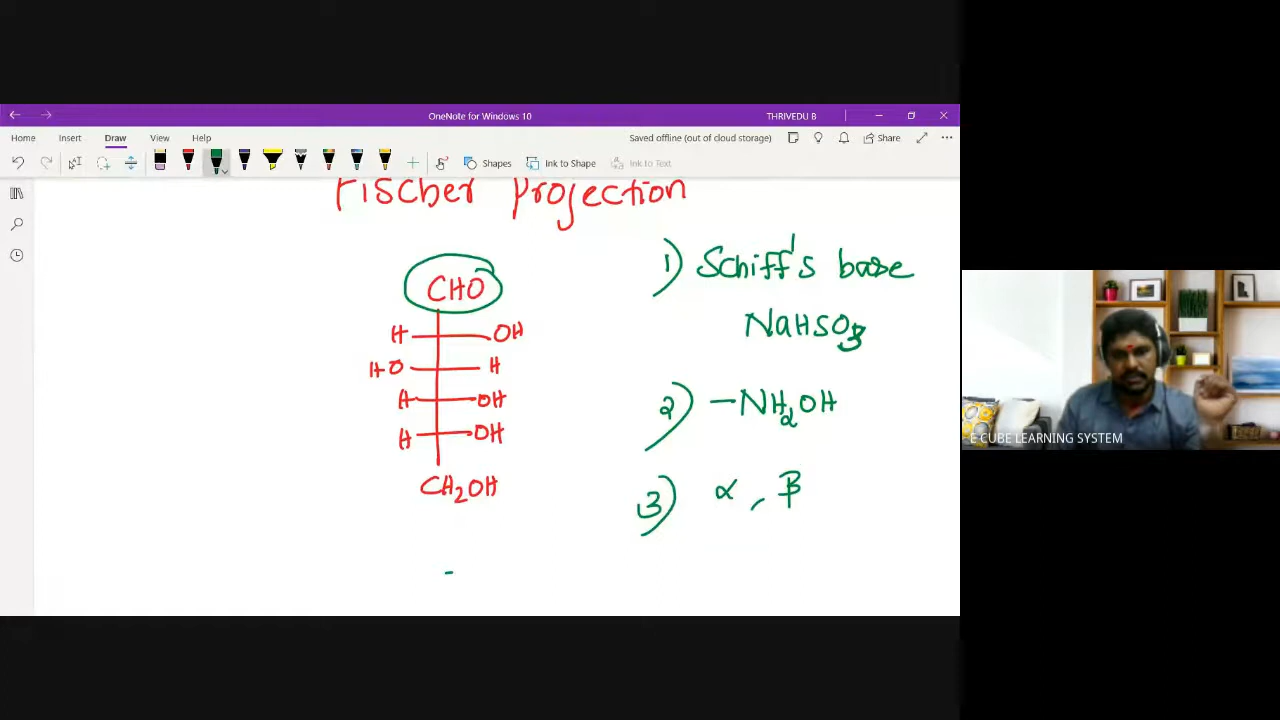 OneNote for Windows 10
THRIVEDU B
Home Insert Draw View Help
Saved offline (out of cloud storage)
Share
Shapes
Ink to Shape
Ink to Text
Fischer Projection
CHO
H OH
HO H
H OH
H OH
CH2OH
1) Schiff's base
NaHSO3
2) -NH2OH
3) α, β
E CUBE LEARNING SYSTEM